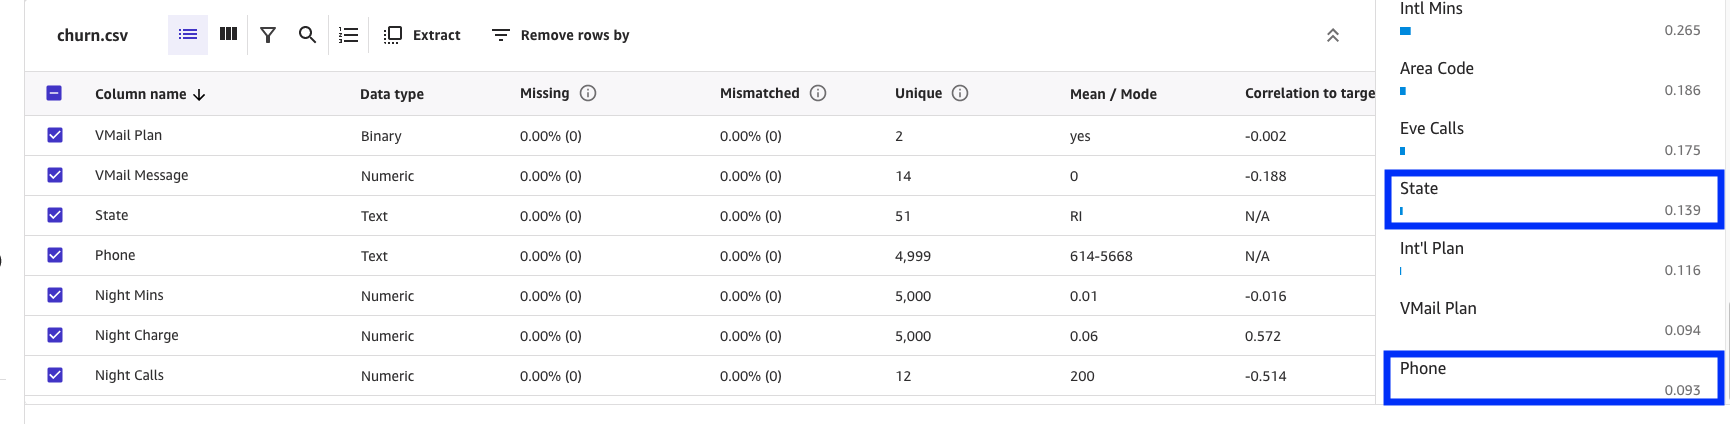 churn.csv Extract Remove rows by
Column name Data type Missing Mismatched Unique Mean / Mode Correlation to targe
VMail Plan Binary 0.00% (0) 0.00% (0) 2 yes -0.002
VMail Message Numeric 0.00% (0) 0.00% (0) 14 0 -0.188
State Text 0.00% (0) 0.00% (0) 51 RI N/A
Phone Text 0.00% (0) 0.00% (0) 4,999 614-5668 N/A
Night Mins Numeric 0.00% (0) 0.00% (0) 5,000 0.01 -0.016
Night Charge Numeric 0.00% (0) 0.00% (0) 5,000 0.06 0.572
Night Calls Numeric 0.00% (0) 0.00% (0) 12 200 -0.514
Intl Mins
0.265
Area Code
0.186
Eve Calls
0.175
State
0.139
Int'l Plan
0.116
VMail Plan
0.094
Phone
0.093